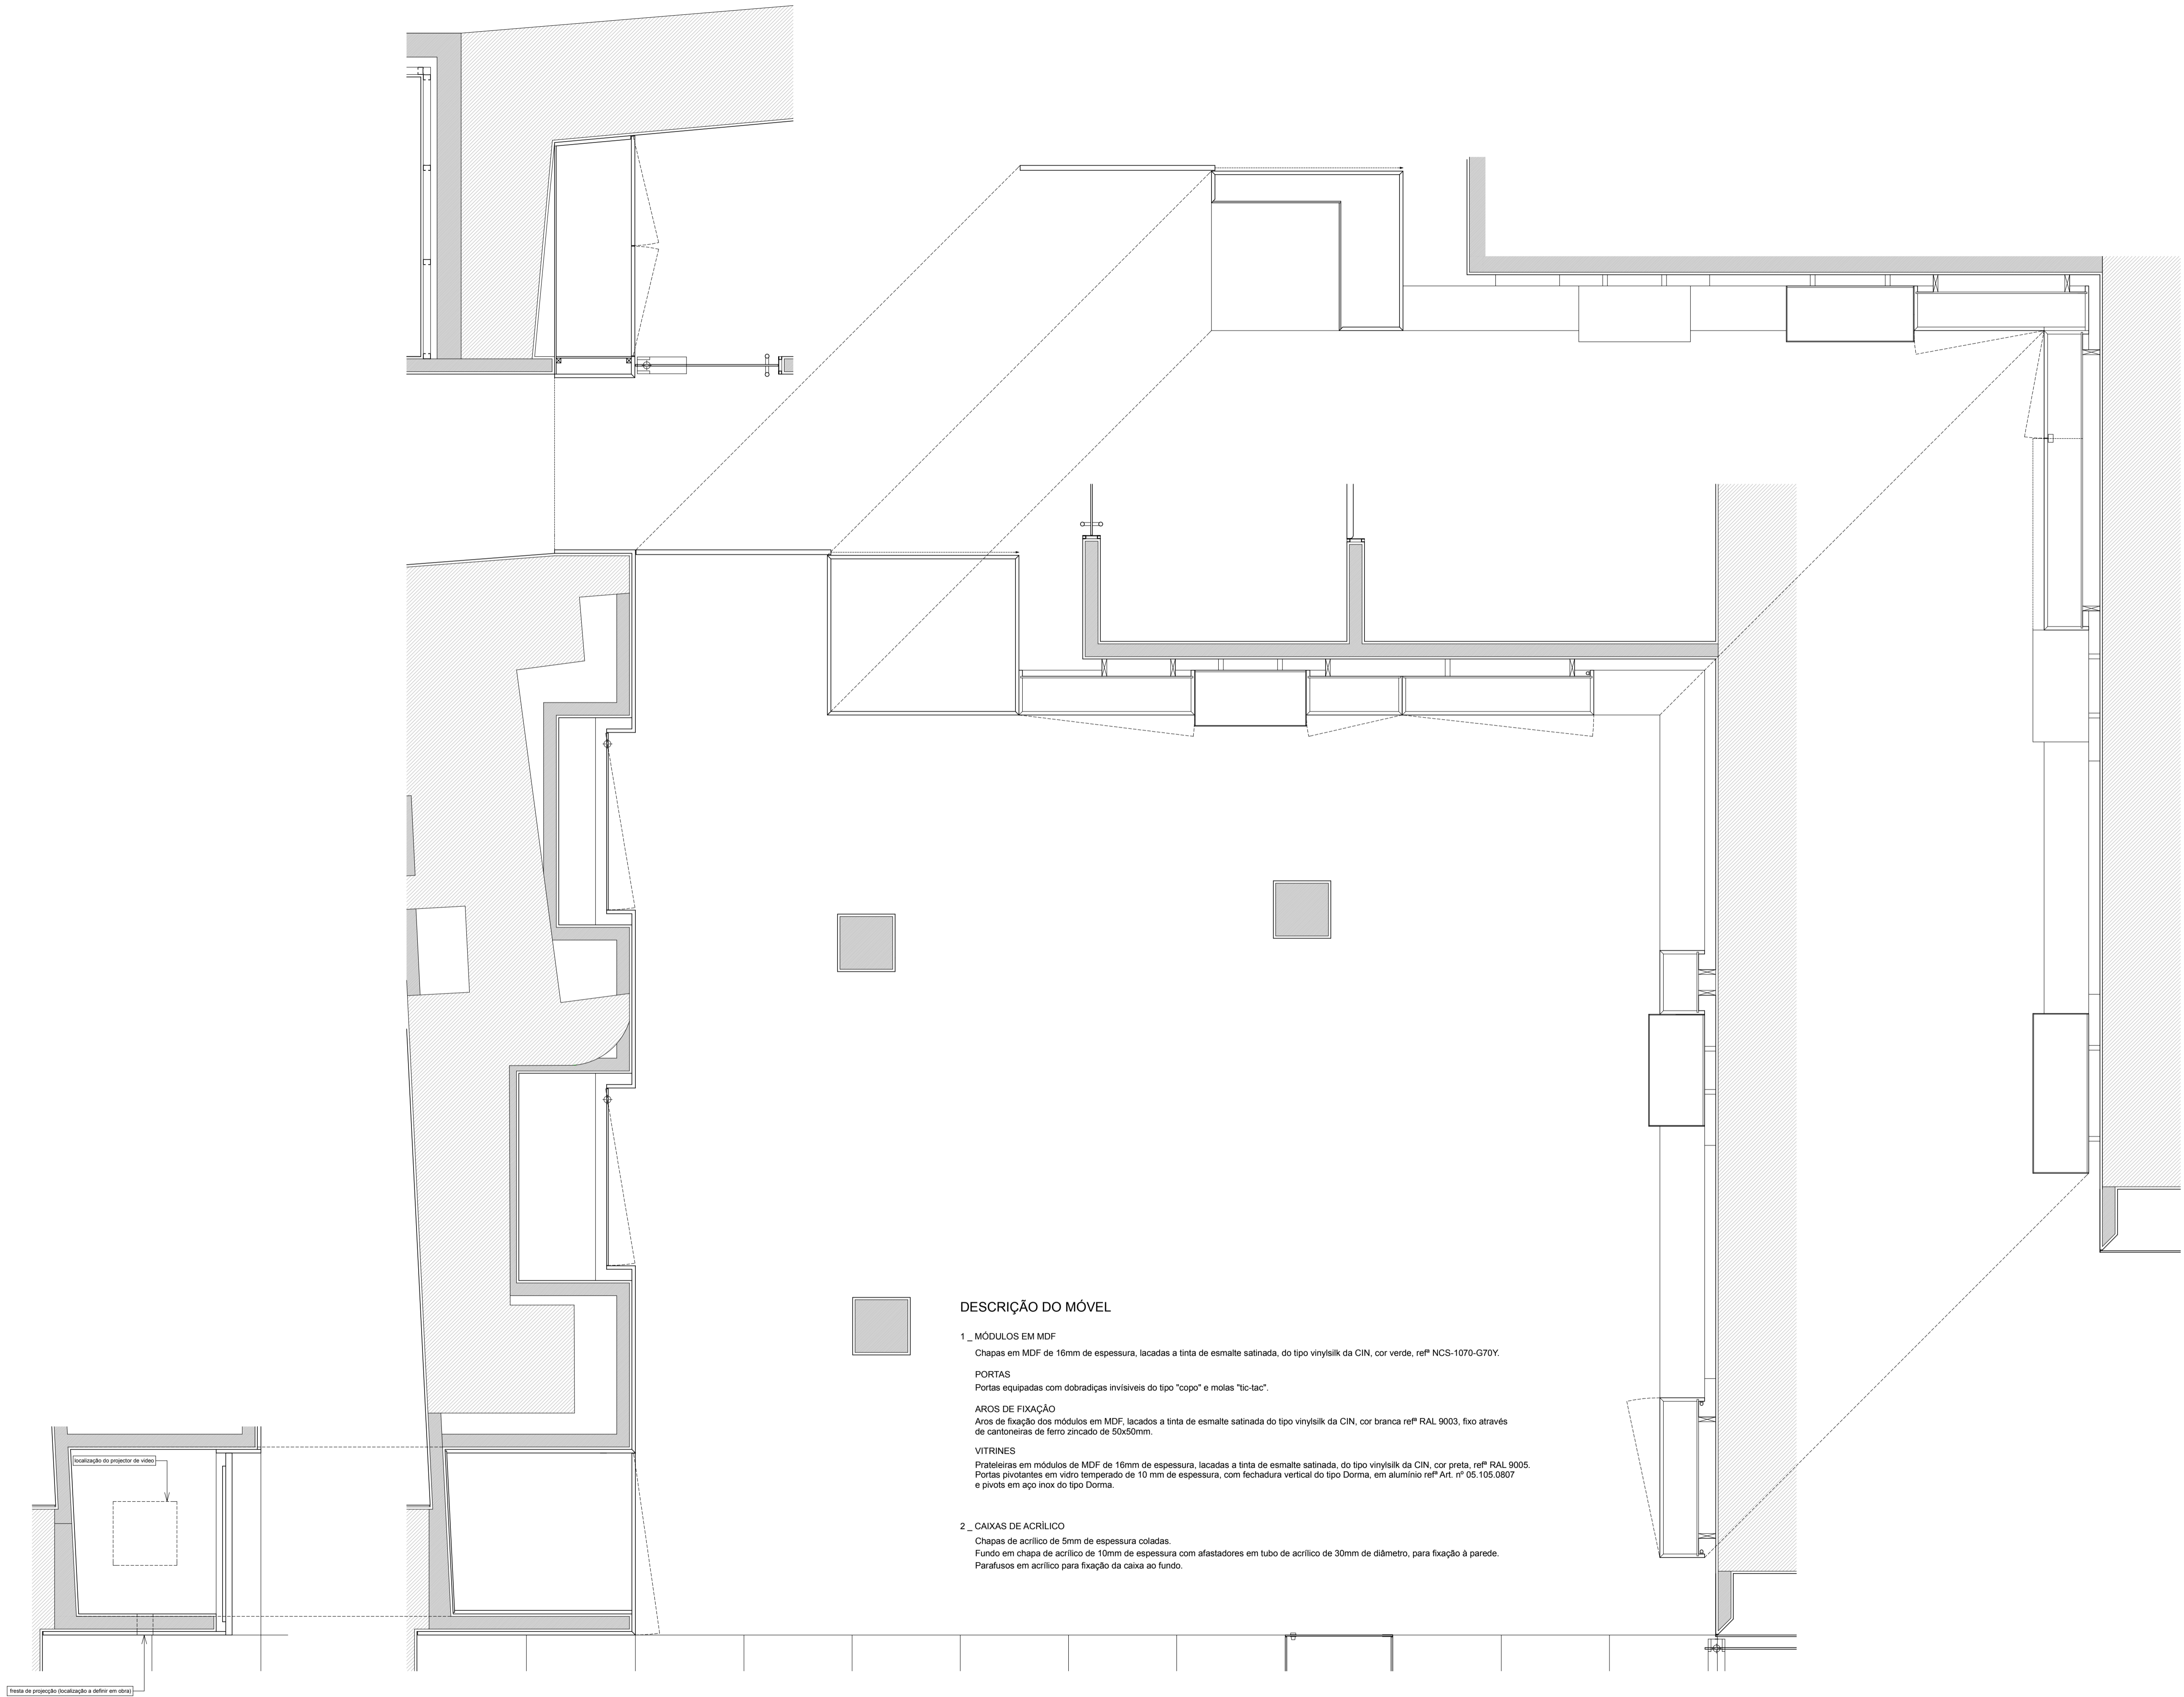 DESCRIÇÃO DO MÓVEL
1 _ MÓDULOS EM MDF
Chapas em MDF de 16mm de espessura, lacadas a tinta de esmalte satinada, do tipo vinylsilk da CIN, cor verde, refª NCS-1070-G70Y.
PORTAS
Portas equipadas com dobradiças invísiveis do tipo "copo" e molas "tic-tac".
AROS DE FIXAÇÂO
Aros de fixação dos módulos em MDF, lacados a tinta de esmalte satinada do tipo vinylsilk da CIN, cor branca refª RAL 9003, fixo através
de cantoneiras de ferro zincado de 50x50mm.
VITRINES
Prateleiras em módulos de MDF de 16mm de espessura, lacadas a tinta de esmalte satinada, do tipo vinylsilk da CIN, cor preta, refª RAL 9005.
Portas pivotantes em vidro temperado de 10 mm de espessura, com fechadura vertical do tipo Dorma, em alumínio refª Art. nº 05.105.0807
e pivots em aço inox do tipo Dorma.
localização do projector de video
2 _ CAIXAS DE ACRÌLICO
Chapas de acrílico de 5mm de espessura coladas.
Fundo em chapa de acrílico de 10mm de espessura com afastadores em tubo de acrílico de 30mm de diâmetro, para fixação à parede.
Parafusos em acrílico para fixação da caixa ao fundo.
fresta de projecção (localização a definir em obra)